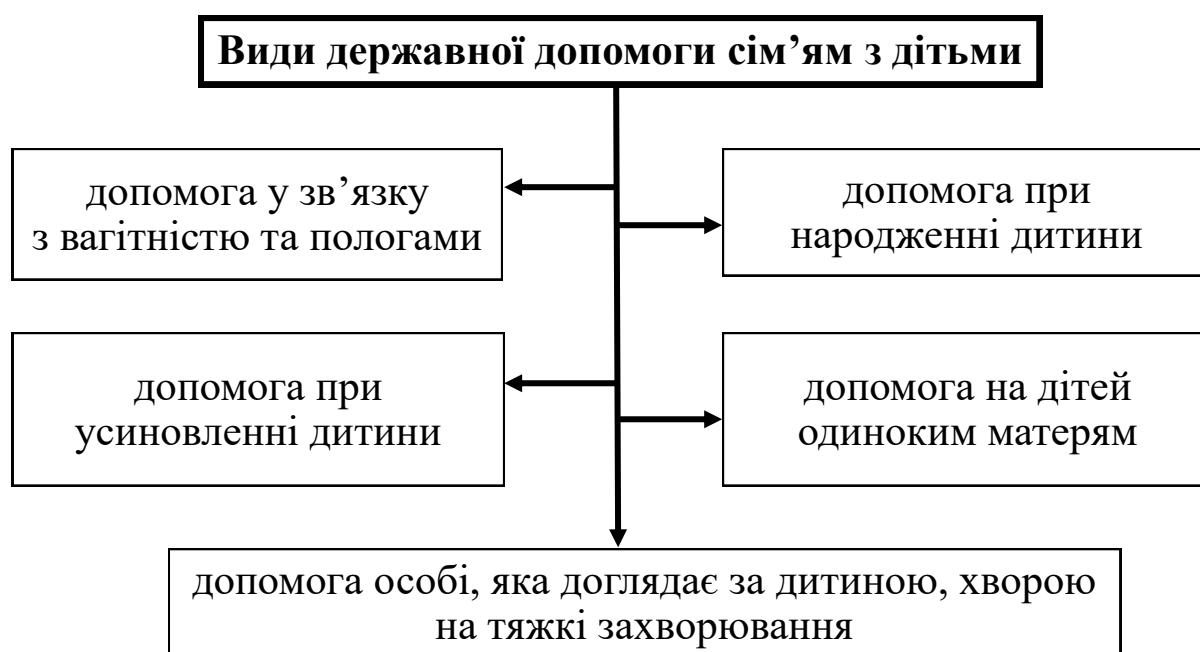 Види державної допомоги сім’ям з дітьми
допомога у зв’язку
з вагітністю та пологами
допомога при
народженні дитини
допомога при
усиновленні дитини
допомога на дітей
одиноким матерям
допомога особі, яка доглядає за дитиною, хворою
на тяжкі захворювання